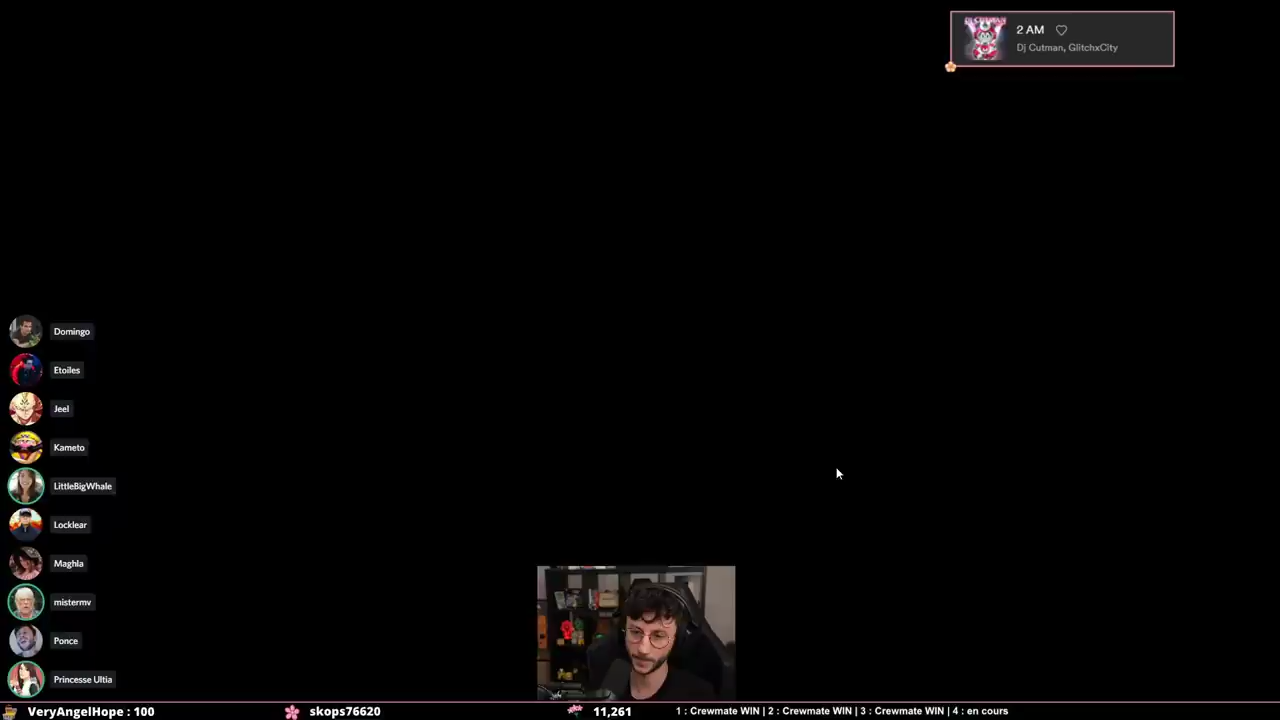 2 AM
Dj Cutman, GlitchxCity
Domingo
Etoiles
Jeel
Kameto
LittleBigWhale
Locklear
Maghla
mistermv
Ponce
Princesse Ultia
VeryAngelHope : 100
skops76620
11,261
1 : Crewmate WIN | 2 : Crewmate WIN | 3 : Crewmate WIN | 4 : en cours